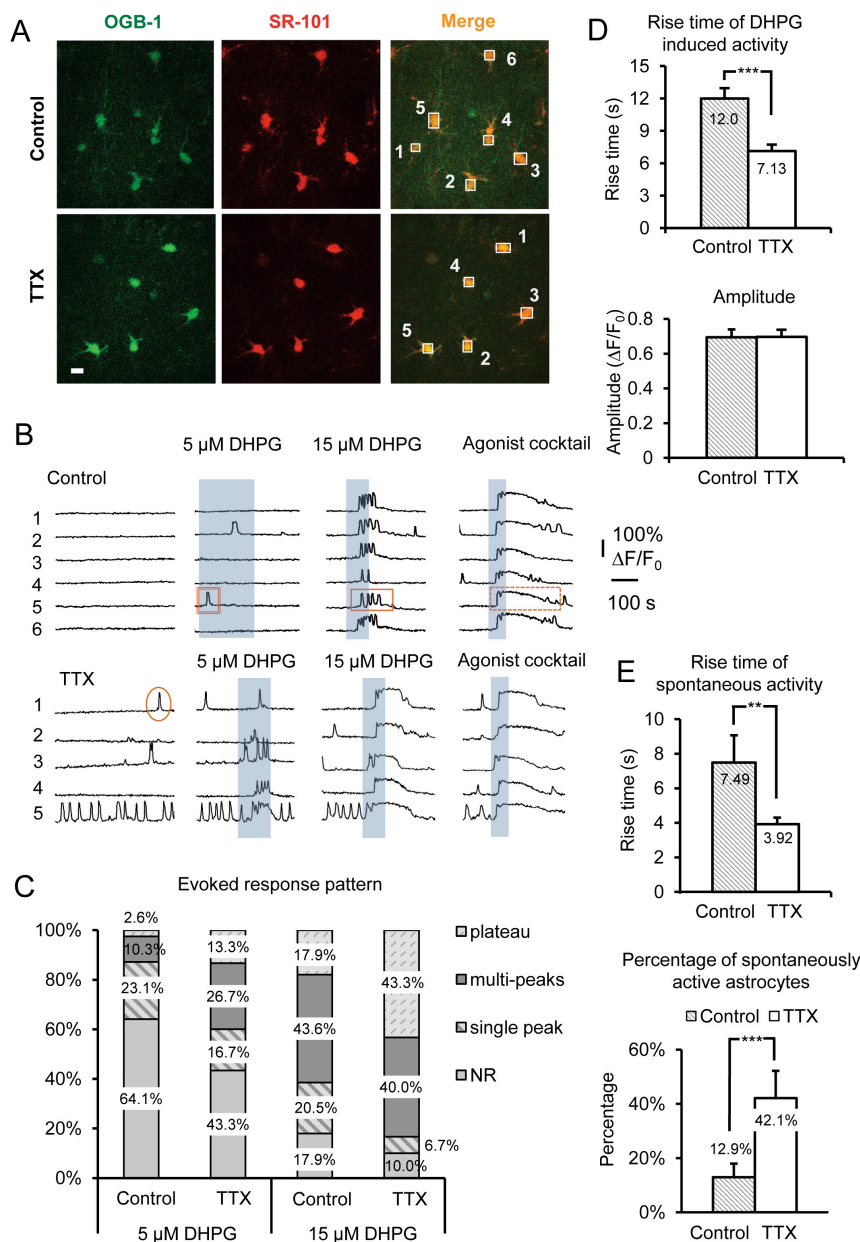 A
OGB-1 SR-101 Merge
Control
6
5
4
1
3
2
TTX
1
4
3
5
2
B
5 µM DHPG 15 µM DHPG Agonist cocktail
Control
1
2
3
4
5
6
100%
ΔF/F0
100 s
TTX
5 µM DHPG 15 µM DHPG Agonist cocktail
1
2
3
4
5
C
Evoked response pattern
100%
80%
60%
40%
20%
0%
2.6%
10.3%
23.1%
64.1%
13.3%
26.7%
16.7%
43.3%
17.9%
43.6%
20.5%
17.9%
43.3%
40.0%
6.7%
10.0%
plateau
multi-peaks
single peak
NR
Control TTX Control TTX
5 µM DHPG 15 µM DHPG
D
Rise time of DHPG
induced activity
Rise time (s)
15
12
9
6
3
0
***
12.0
7.13
Control TTX
Amplitude
Amplitude (ΔF/F0)
0.8
0.6
0.4
0.2
0
Control TTX
E
Rise time of
spontaneous activity
Rise time (s)
10
8
6
4
2
0
**
7.49
3.92
Control TTX
Percentage of spontaneously
active astrocytes
Control TTX
Percentage
60%
40%
20%
0%
***
12.9%
42.1%
Control TTX